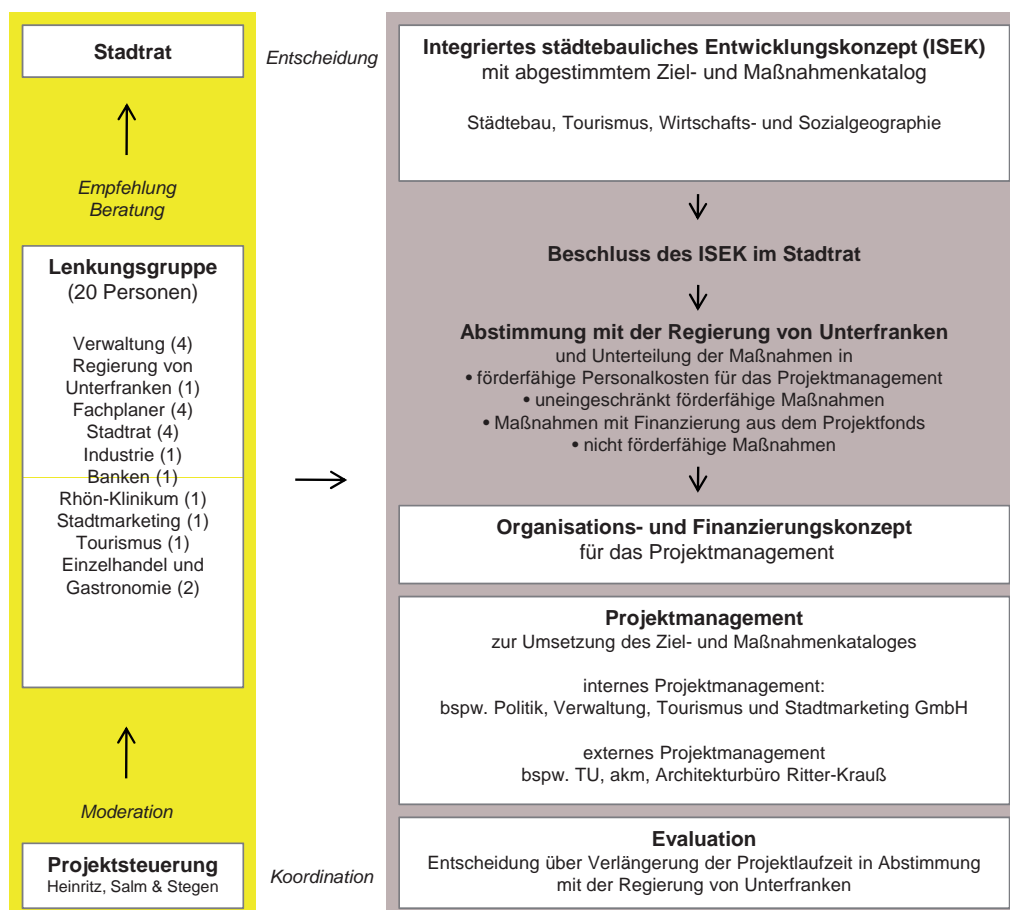 Stadtrat
Entscheidung
Empfehlung
Beratung
Lenkungsgruppe
(20 Personen)
Verwaltung (4)
Regierung von
Unterfranken (1)
Fachplaner (4)
Stadtrat (4)
Industrie (1)
Banken (1)
Rhön-Klinikum (1)
Stadtmarketing (1)
Tourismus (1)
Einzelhandel und
Gastronomie (2)
Moderation
Projektsteuerung
Heinritz, Salm & Stegen
Koordination
Integriertes städtebauliches Entwicklungskonzept (ISEK)
mit abgestimmtem Ziel- und Maßnahmenkatalog
Städtebau, Tourismus, Wirtschafts- und Sozialgeographie
Beschluss des ISEK im Stadtrat
Abstimmung mit der Regierung von Unterfranken
und Unterteilung der Maßnahmen in
• förderfähige Personalkosten für das Projektmanagement
• uneingeschränkt förderfähige Maßnahmen
• Maßnahmen mit Finanzierung aus dem Projektfonds
• nicht förderfähige Maßnahmen
Organisations- und Finanzierungskonzept
für das Projektmanagement
Projektmanagement
zur Umsetzung des Ziel- und Maßnahmenkataloges
internes Projektmanagement:
bspw. Politik, Verwaltung, Tourismus und Stadtmarketing GmbH
externes Projektmanagement
bspw. TU, akm, Architekturbüro Ritter-Krauß
Evaluation
Entscheidung über Verlängerung der Projektlaufzeit in Abstimmung
mit der Regierung von Unterfranken